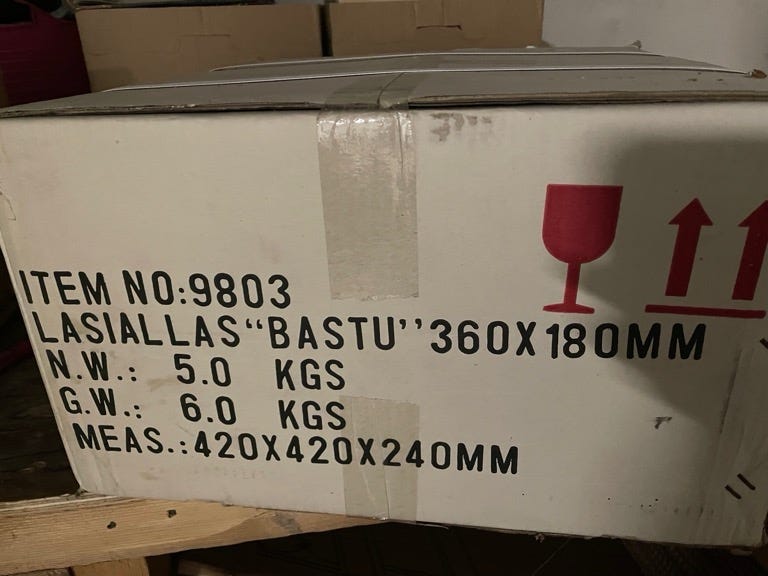 ITEM NO:9803
LASIALLAS“BASTU”360X180MM
N.W.: 5.0 KGS
G.W.: 6.0 KGS
MEAS.:420X420X240MM